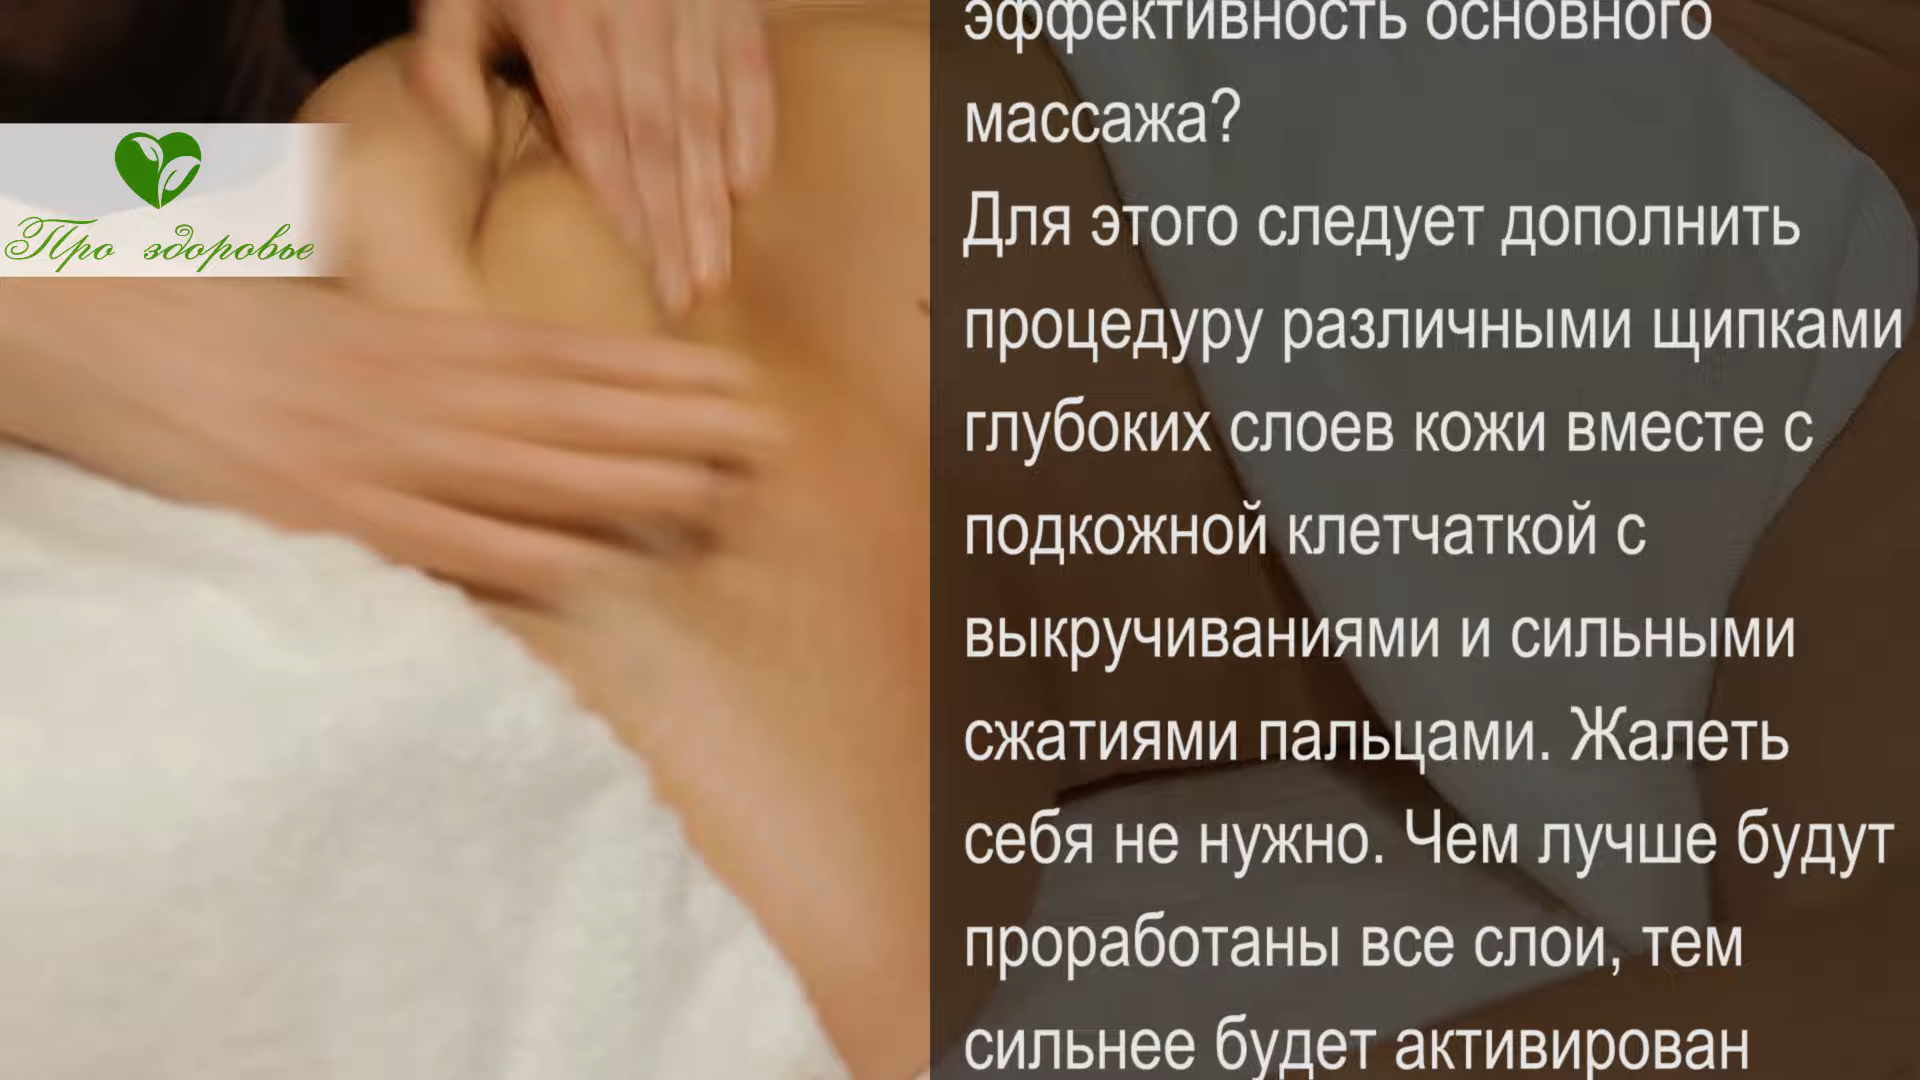 Про здоровье
эффективность основного
массажа?
Для этого следует дополнить
процедуру различными щипками
глубоких слоев кожи вместе с
подкожной клетчаткой с
выкручиваниями и сильными
сжатиями пальцами. Жалеть
себя не нужно. Чем лучше будут
проработаны все слои, тем
сильнее будет активирован